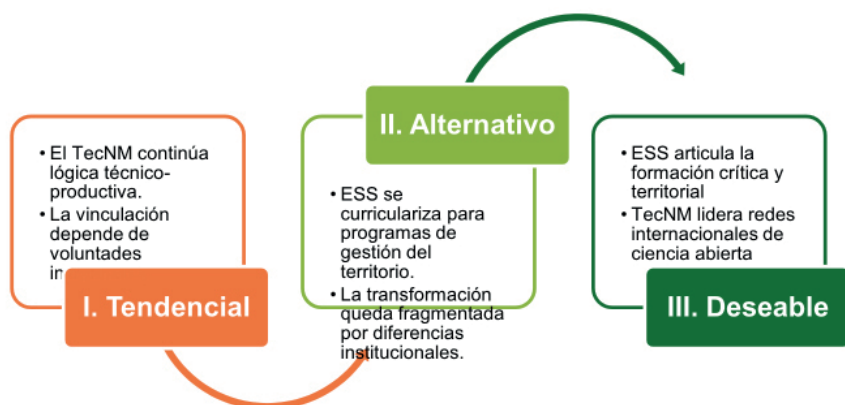 • El TecNM continúa
lógica técnico-
productiva.
• La vinculación
depende de
voluntades
I. Tendencial
II. Alternativo
• ESS se
curriculariza para
programas de
gestión del
territorio.
• La transformación
queda fragmentada
por diferencias
institucionales.
• ESS articula la
formación crítica y
territorial
• TecNM lidera redes
internacionales de
ciencia abierta
III. Deseable